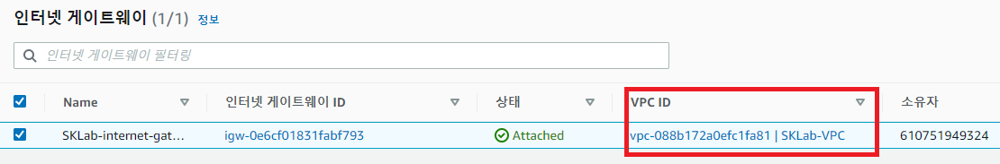 인터넷 게이트웨이 (1/1) 정보
인터넷 게이트웨이 필터링
Name 인터넷 게이트웨이 ID 상태 VPC ID 소유자
SKLab-internet-gat... igw-0e6cf01831fabf793 Attached vpc-088b172a0efc1fa81 | SKLab-VPC 610751949324